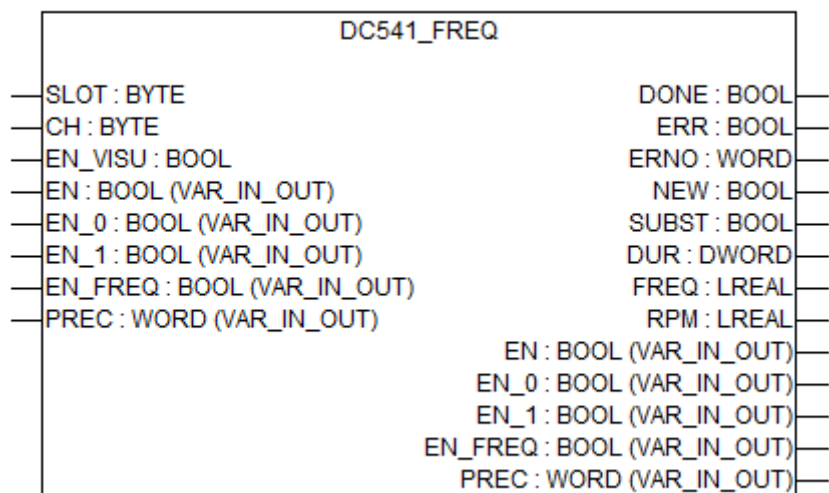 DC541_FREQ
SLOT : BYTE
CH : BYTE
EN_VISU : BOOL
EN : BOOL (VAR_IN_OUT)
EN_0 : BOOL (VAR_IN_OUT)
EN_1 : BOOL (VAR_IN_OUT)
EN_FREQ : BOOL (VAR_IN_OUT)
PREC : WORD (VAR_IN_OUT)
DONE : BOOL
ERR : BOOL
ERNO : WORD
NEW : BOOL
SUBST : BOOL
DUR : DWORD
FREQ : LREAL
RPM : LREAL
EN : BOOL (VAR_IN_OUT)
EN_0 : BOOL (VAR_IN_OUT)
EN_1 : BOOL (VAR_IN_OUT)
EN_FREQ : BOOL (VAR_IN_OUT)
PREC : WORD (VAR_IN_OUT)